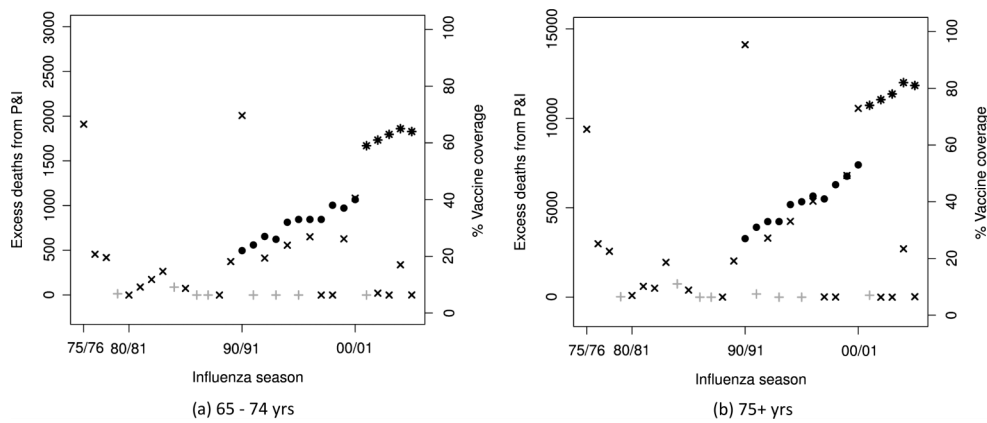 Excess deaths from P&I
0 500 1000 1500 2000 2500 3000
% Vaccine coverage
0 20 40 60 80 100
75/76 80/81 90/91 00/01
Influenza season
(a) 65 - 74 yrs
Excess deaths from P&I
0 5000 10000 15000
% Vaccine coverage
0 20 40 60 80 100
75/76 80/81 90/91 00/01
Influenza season
(b) 75+ yrs